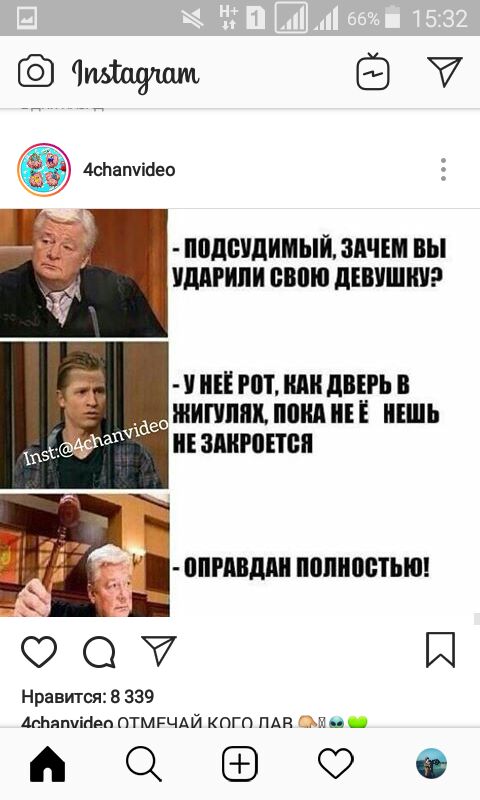 H+ 1 66% 15:32
Instagram
4chanvideo
- ПОДСУДИМЫЙ, ЗАЧЕМ ВЫ
УДАРИЛИ СВОЮ ДЕВУШКУ?
- У НЕЁ РОТ, КАК ДВЕРЬ В
ЖИГУЛЯХ, ПОКА НЕ Ё НЕШЬ
НЕ ЗАКРОЕТСЯ
Inst:@4chanvideo
- ОПРАВДАН ПОЛНОСТЬЮ!
Нравится: 8 339
4chanvideo ОТМЕЧАЙ КОГО ЛАВ